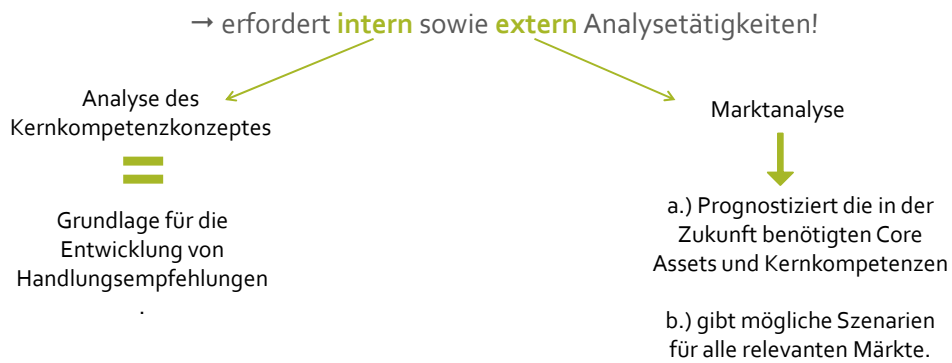 → erfordert intern sowie extern Analysetätigkeiten!
Analyse des
Kernkompetenzkonzeptes
=
Grundlage für die
Entwicklung von
Handlungsempfehlungen
.
Marktanalyse
a.) Prognostiziert die in der
Zukunft benötigten Core
Assets und Kernkompetenzen
b.) gibt mögliche Szenarien
für alle relevanten Märkte.